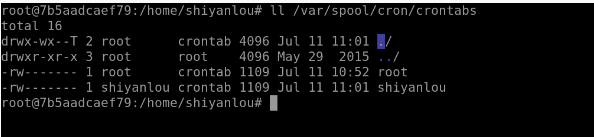 root@7b5aadcaef79:/home/shiyanlou# ll /var/spool/cron/crontabs
total 16
drwx-wx--T 2 root      crontab 4096 Jul 11 11:01 ./
drwxr-xr-x 3 root      root    4096 May 29  2015 ../
-rw------- 1 root      crontab 1109 Jul 11 10:52 root
-rw------- 1 shiyanlou crontab 1109 Jul 11 11:01 shiyanlou
root@7b5aadcaef79:/home/shiyanlou#